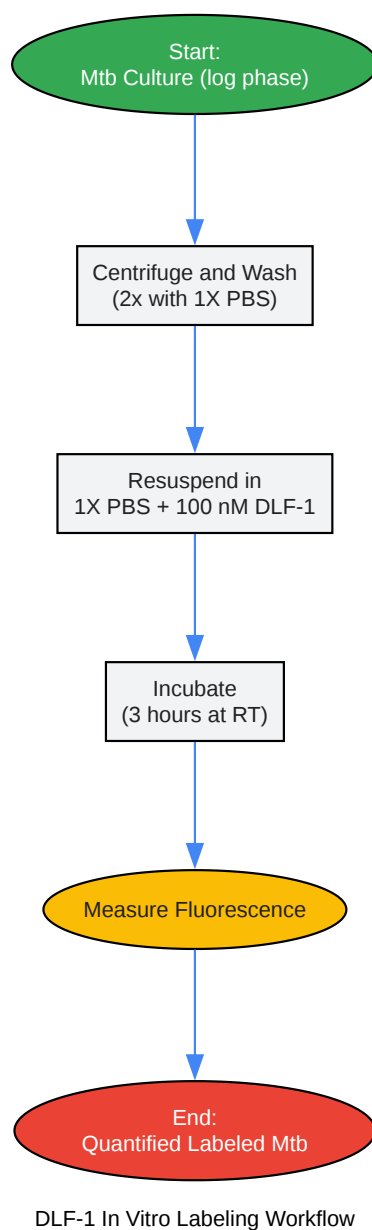 Start:
Mtb Culture (log phase)
Centrifuge and Wash
(2x with 1X PBS)
Resuspend in
1X PBS + 100 nM DLF-1
Incubate
(3 hours at RT)
Measure Fluorescence
End:
Quantified Labeled Mtb
DLF-1 In Vitro Labeling Workflow